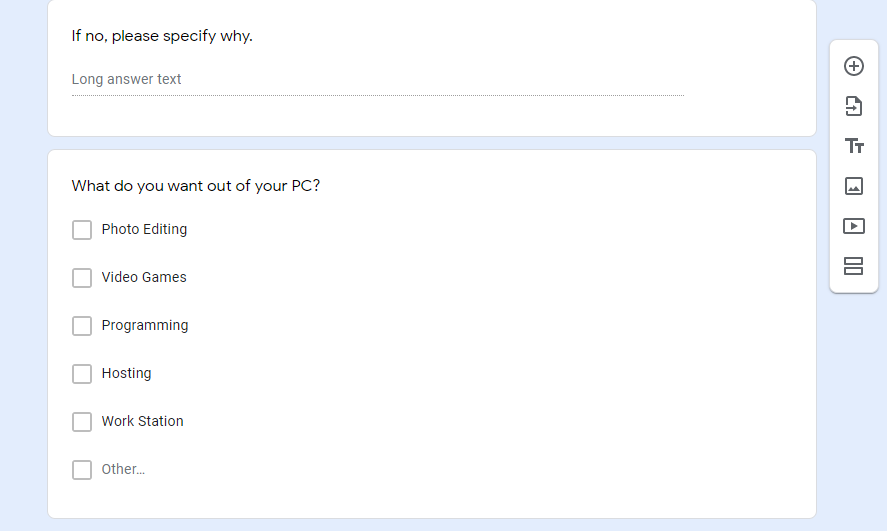 If no, please specify why.
Long answer text
What do you want out of your PC?
Photo Editing
Video Games
Programming
Hosting
Work Station
Other...